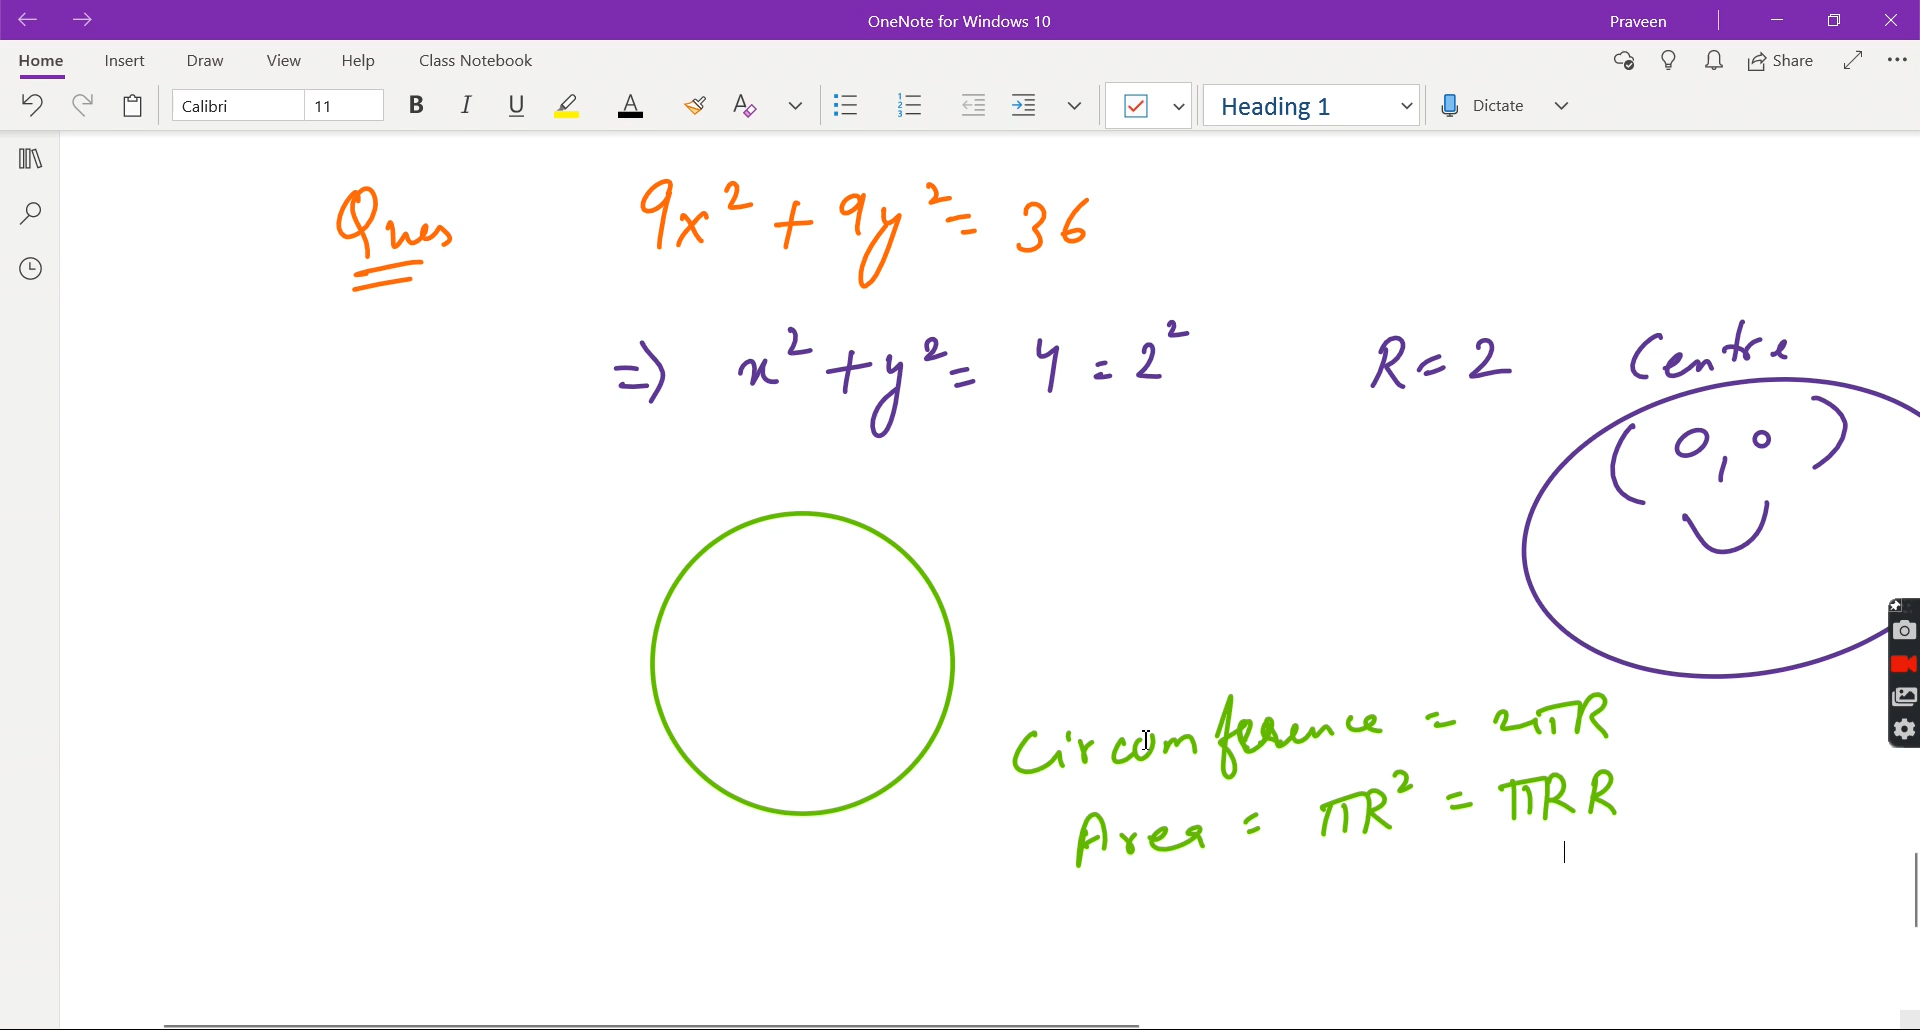 OneNote for Windows 10
Praveen
Home Insert Draw View Help Class Notebook
Share
Calibri 11 B I U A A Heading 1 Dictate
Ques 9x² + 9y² = 36
=) x² + y² = 4 = 2² R = 2 Centre
(0, 0)
Circomference = 2πR
Area = πR² = πRR